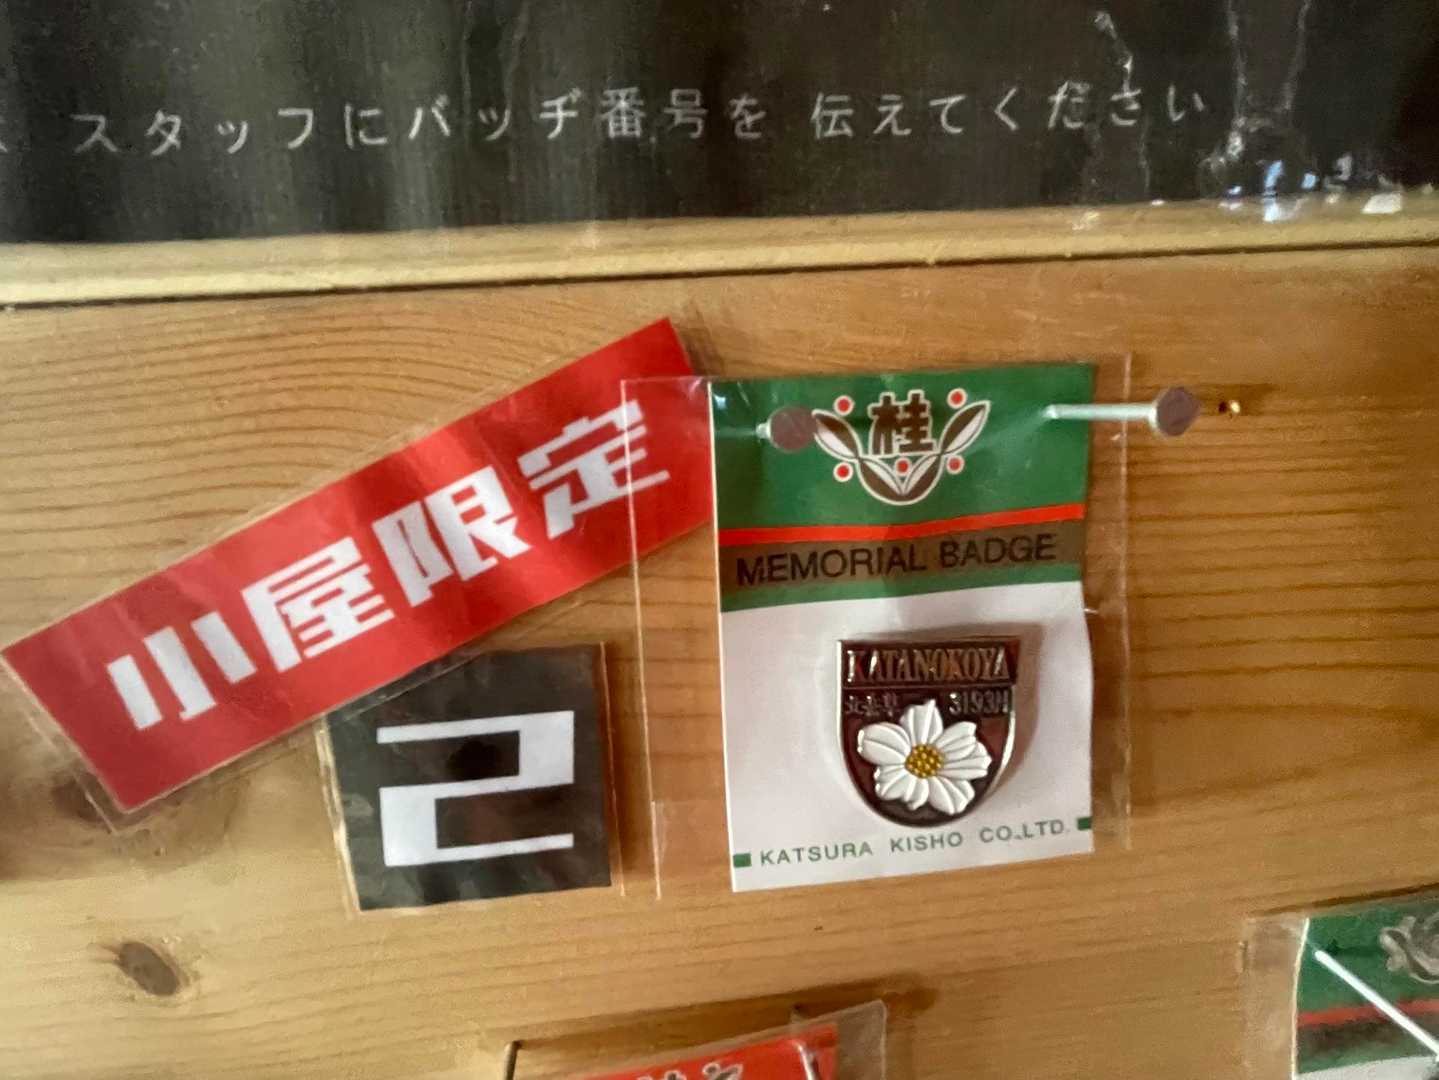 スタッフにバッヂ番号を 伝えてください
小屋限定
2
桂
MEMORIAL BADGE
KATANOKOYA
3193M
KATSURA KISHO CO.,LTD.